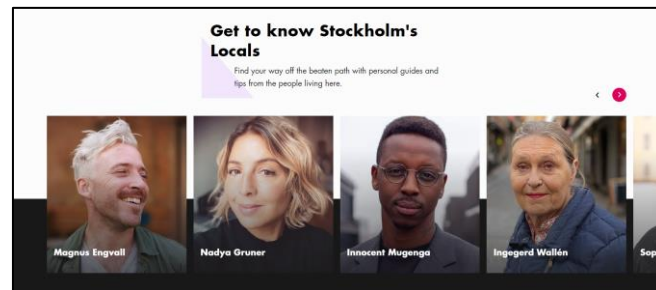 Get to know Stockholm's
Locals
Find your way off the beaten path with personal guides and
tips from the people living here.
Magnus Engvall
Nadya Gruner
Innocent Mugenga
Ingegerd Wallén
Sop